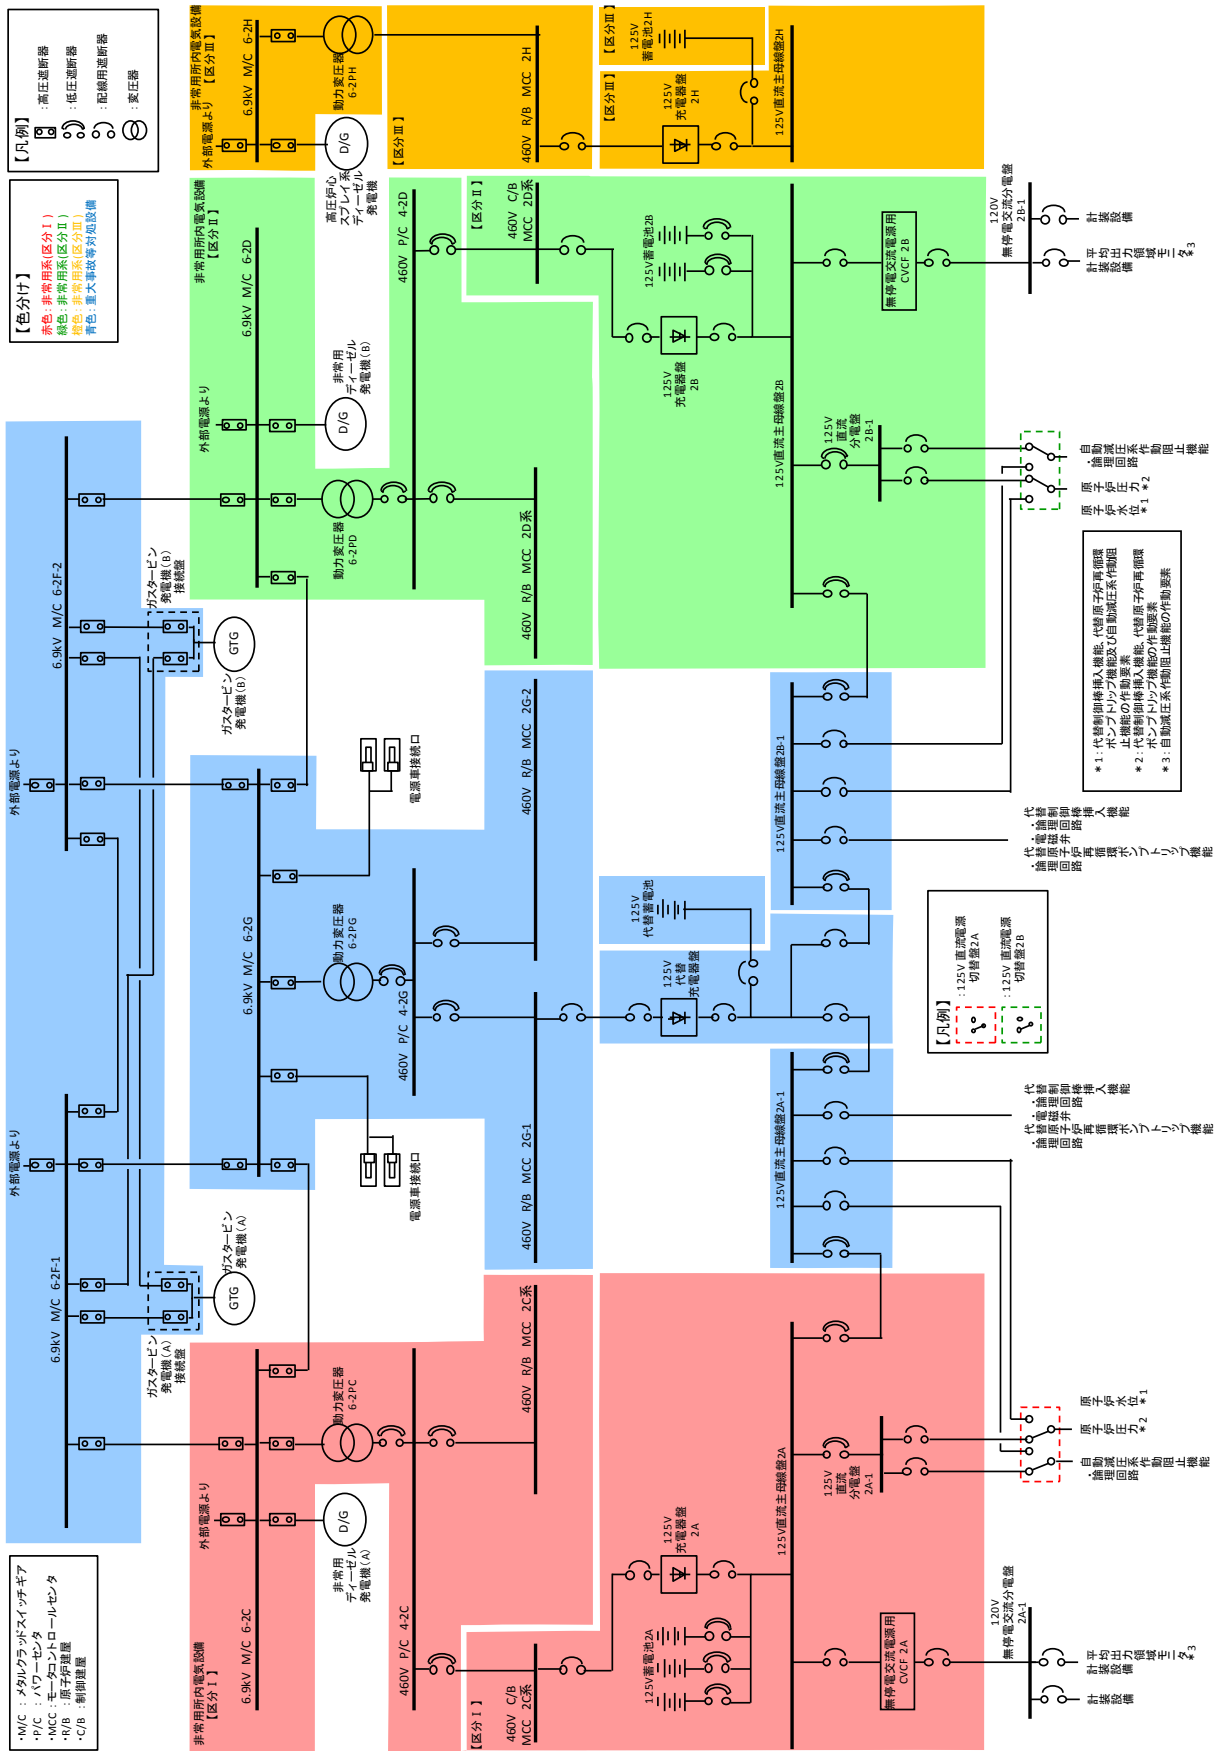 ・M/C : メタルクラッドスイッチギア
・P/C : パワーセンタ
・MCC : モータコントロールセンタ
・R/B : 原子炉建屋
・C/B : 制御建屋
【色分け】
赤色：非常用系(区分Ⅰ)
緑色：非常用系(区分Ⅱ)
橙色：非常用系(区分Ⅲ)
青色：重大事故等対処設備
【凡例】
：高圧遮断器
：低圧遮断器
：配線用遮断器
：変圧器
外部電源より
6.9kV M/C 6-2F-1
ガスタービン
発電機(A)
接続盤
GTG
ガスタービン
発電機(A)
外部電源より
6.9kV M/C 6-2F-2
ガスタービン
発電機(B)
接続盤
GTG
ガスタービン
発電機(B)
非常用所内電気設備
【区分Ⅰ】
外部電源より
6.9kV M/C 6-2C
D/G
非常用
ディーゼル
発電機(A)
動力変圧器
6-2PC
460V P/C 4-2C
6.9kV M/C 6-2G
動力変圧器
6-2PG
460V P/C 4-2G
電源車接続口
電源車接続口
非常用所内電気設備
【区分Ⅱ】
外部電源より
6.9kV M/C 6-2D
D/G
非常用
ディーゼル
発電機(B)
動力変圧器
6-2PD
460V P/C 4-2D
非常用所内電気設備
【区分Ⅲ】
外部電源より
6.9kV M/C 6-2H
D/G
高圧炉心
スプレイ系
ディーゼル
発電機
動力変圧器
6-2PH
【区分Ⅰ】
460V C/B
MCC 2C系
460V R/B MCC 2C系
460V R/B MCC 2G-1
460V R/B MCC 2G-2
460V R/B MCC 2D系
【区分Ⅱ】
460V C/B
MCC 2D系
【区分Ⅲ】
460V R/B MCC 2H
125V蓄電池2A
125V
充電器盤
2A
125V直流主母線盤2A
無停電交流電源用
CVCF 2A
125V
直流
分電盤
2A-1
125V
代替蓄電池
125V
代替
充電器盤
125V直流主母線盤2A-1
125V直流主母線盤2B-1
125V蓄電池2B
125V
充電器盤
2B
125V直流主母線盤2B
125V
直流
分電盤
2B-1
無停電交流電源用
CVCF 2B
【区分Ⅲ】
125V
蓄電池2H
【区分Ⅲ】
125V
充電器盤
2H
125V直流主母線盤2H
120V
無停電交流分電盤
2A-1
計装設備
平均出力領域モニタ*3
計装設備
自動減圧系作動阻止機能
・論理回路
原子炉圧力*2
原子炉水位*1
代替制御棒挿入機能
・論理回路
・電磁弁
代替原子炉再循環ポンプトリップ機能
・論理回路
【凡例】
：125V 直流電源
切替盤2A
：125V 直流電源
切替盤2B
代替制御棒挿入機能
・論理回路
・電磁弁
代替原子炉再循環ポンプトリップ機能
・論理回路
*1：代替制御棒挿入機能、代替原子炉再循環
ポンプトリップ機能及び自動減圧系作動阻
止機能の作動要素
*2：代替制御棒挿入機能、代替原子炉再循環
ポンプトリップ機能の作動要素
*3：自動減圧系作動阻止機能の作動要素
原子炉水位*1
原子炉圧力*2
自動減圧系作動阻止機能
・論理回路
120V
無停電交流分電盤
2B-1
平均出力領域モニタ*3
計装設備
計装設備